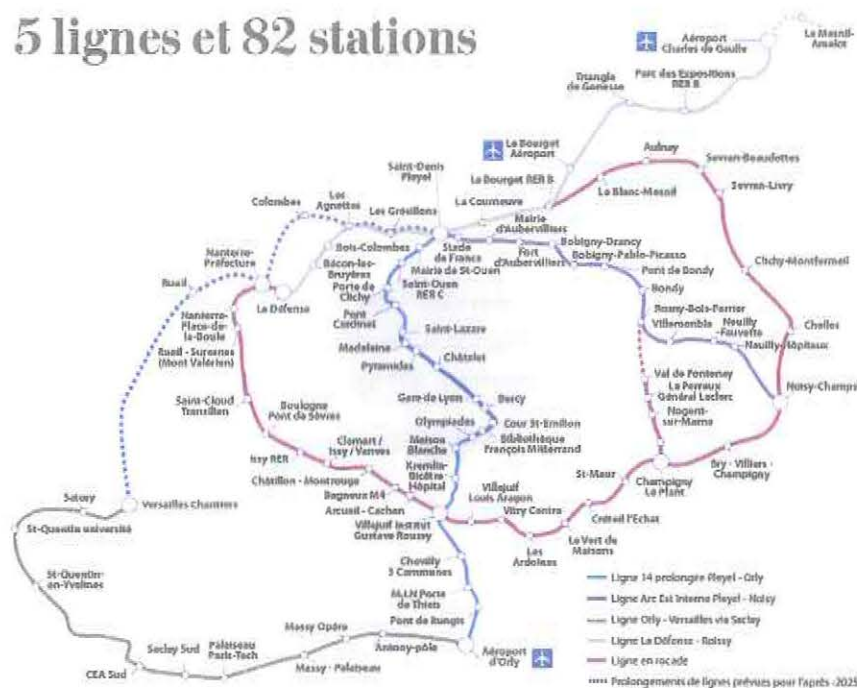 5 lignes et 82 stations
Aéroport
Charles de Gaulle
Le Mesnil-
Amelot
Triangle
de Gonesse
Parc des Expositions
RER B
Le Bourget
Aéroport
Saint-Denis
Pleyel
Le Bourget RER B
Aulnay
Sevran-Beaudottes
Le Blanc-Mesnil
Sevran-Livry
Colombes
Les
Agnettes
Les Grésillons
La Courneuve
Mairie
d'Aubervilliers
Nanterre-
Préfecture
Bois-Colombes
Stade
de France
Fort
d'Aubervilliers
Bobigny-Drancy
Bobigny-Pablo-Picasso
Bécon-les-
Bruyères
Mairie de St-Ouen
Pont de Bondy
Clichy-Montfermeil
Rueil
La Défense
Porte de
Clichy
Saint-Ouen
RER C
Bondy
Nanterre-
Place-de-
la-Boule
Pont
Cardinet
Rosny-Bois-Perrier
Villemomble
Neuilly
-Fauvette
Chelles
Saint-Lazare
Neuilly-Hôpitaux
Rueil - Suresnes
(Mont Valérien)
Madeleine
Pyramides
Châtelet
Val de Fontenay
Le Perreux
Général Leclerc
Nogent-
sur-Marne
Noisy-Champs
Saint-Cloud
Transilien
Gare-de Lyon
Bercy
Boulogne
Pont de Sèvres
Olympiades
Cour St-Emilion
Bibliothèque
François Mitterrand
Maison
Blanche
Issy RER
Clamart /
Issy / Vanves
Kremlin-
Bicêtre-
Hôpital
Bry - Villiers -
Champigny
Champigny
Le Plant
Châtillon - Montrouge
St-Maur
Bagneux M4
Villejuif
Louis Aragon
Arcueil - Cachan
Vitry Centre
Créteil l'Echat
Satory
Versailles Chantiers
Villejuif Institut
Gustave Roussy
Le Vert de
Maisons
St-Quentin université
Les
Ardoines
Chevilly
3 Communes
St-Quentin-
en-Yvelines
M.I.N Porte
de Thiais
Pont de Rungis
Massy Opéra
Saclay Sud
Palaiseau
Paris-Tech
Antony-pôle
Aéroport
d'Orly
CEA Sud
Massy - Palaiseau
Ligne 14 prolongée Pleyel - Orly
Ligne Arc Est Interne Pleyel - Noisy
Ligne Orly - Versailles via Saclay
Ligne La Défense - Roissy
Ligne en rocade
Prolongements de lignes prévues pour l'après -2025